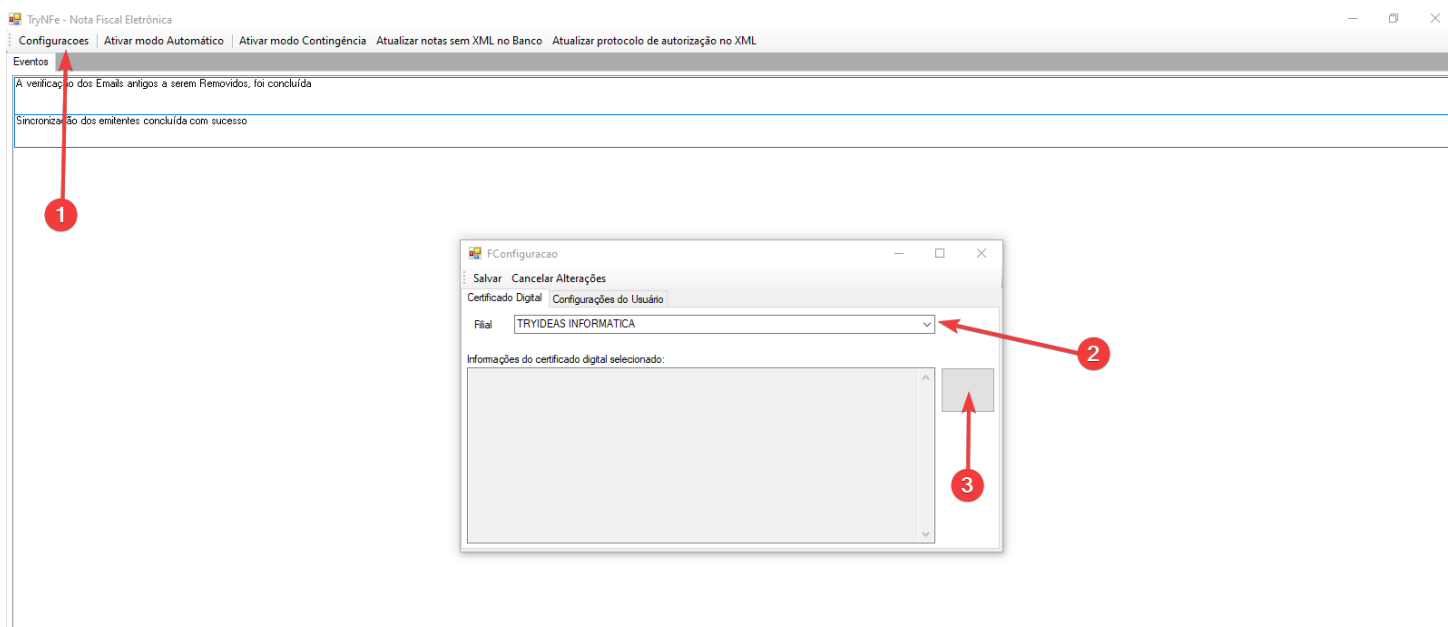 TryNFe - Nota Fiscal Eletrônica
Configuracoes Ativar modo Automático Ativar modo Contingência Atualizar notas sem XML no Banco Atualizar protocolo de autorização no XML
Eventos
A verificação dos Emails antigos a serem Removidos, foi concluída
Sincronização dos emitentes concluída com sucesso
1
FConfiguracao
Salvar Cancelar Alterações
Certificado Digital Configurações do Usuário
Filial TRYIDEAS INFORMATICA
2
Informações do certificado digital selecionado:
3